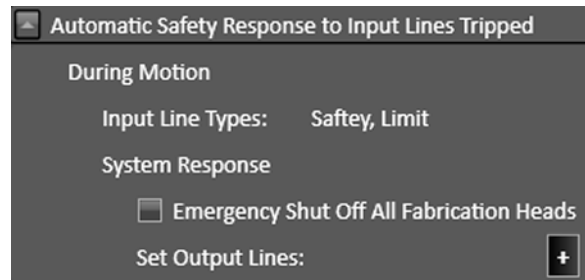 Automatic Safety Response to Input Lines Tripped
During Motion
Input Line Types: Saftey, Limit
System Response
Emergency Shut Off All Fabrication Heads
Set Output Lines: +